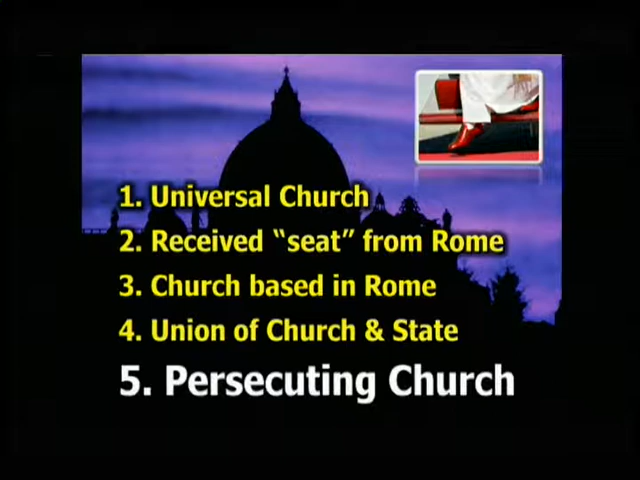 1. Universal Church
2. Received “seat” from Rome
3. Church based in Rome
4. Union of Church & State
5. Persecuting Church